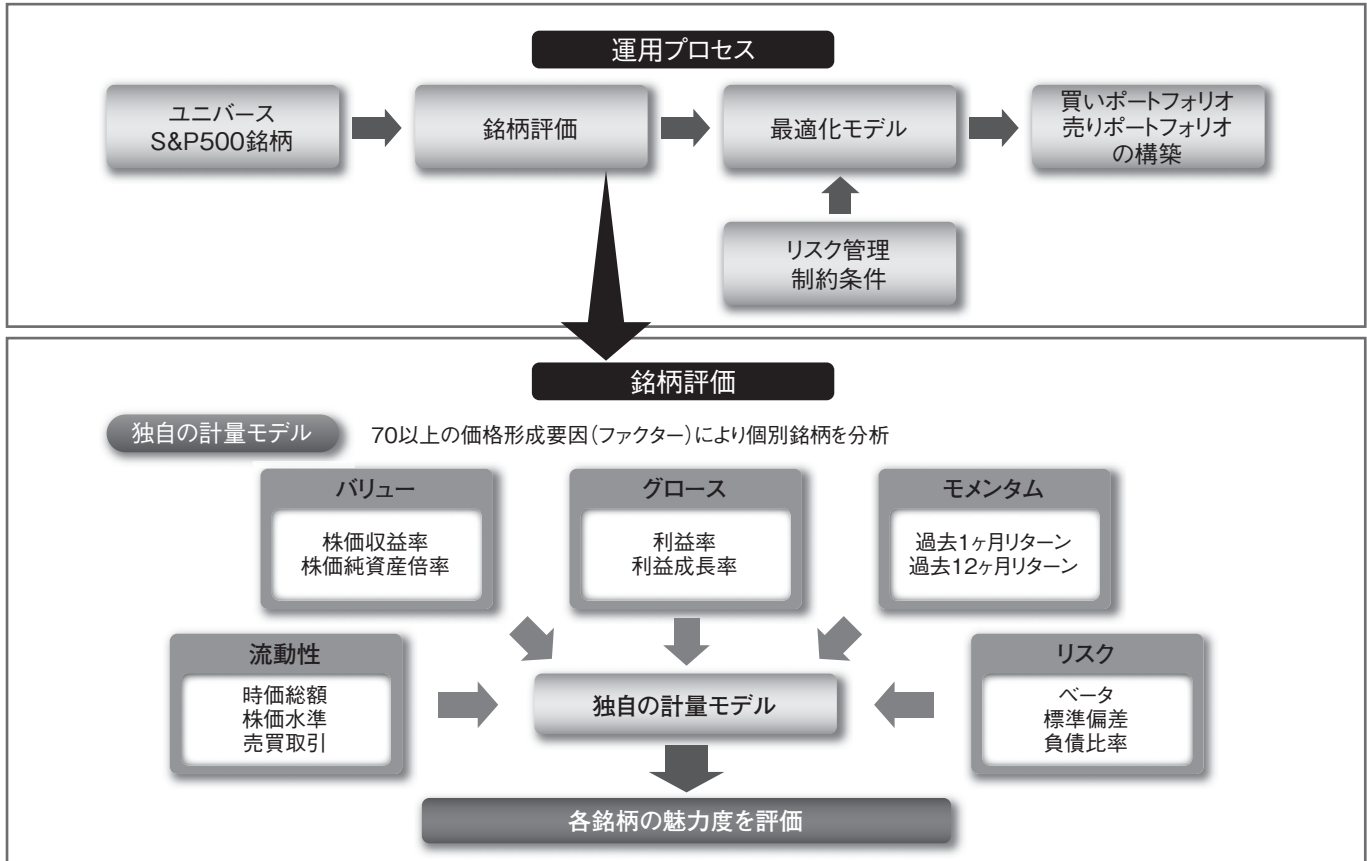 運用プロセス
ユニバース
S&P500銘柄
銘柄評価
最適化モデル
買いポートフォリオ
売りポートフォリオ
の構築
リスク管理
制約条件
銘柄評価
独自の計量モデル
70以上の価格形成要因(ファクター)により個別銘柄を分析
バリュー
株価収益率
株価純資産倍率
グロース
利益率
利益成長率
モメンタム
過去1ヶ月リターン
過去12ヶ月リターン
流動性
時価総額
株価水準
売買取引
独自の計量モデル
リスク
ベータ
標準偏差
負債比率
各銘柄の魅力度を評価